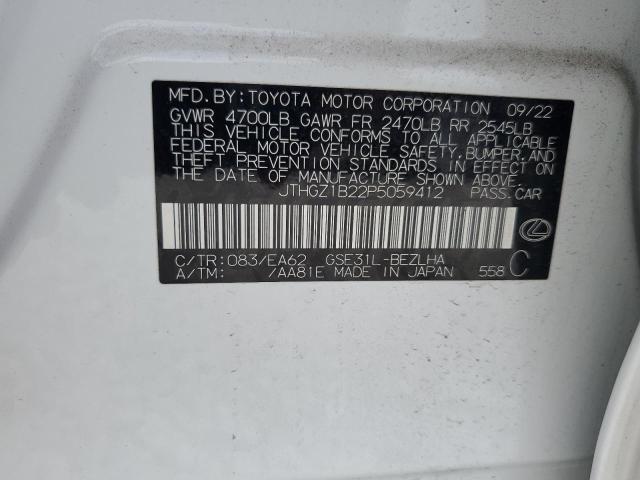 MFD. BY: TOYOTA MOTOR CORPORATION 09/22
GVWR 4700LB GAWR FR 2470LB RR 2545LB
THIS VEHICLE CONFORMS TO ALL APPLICABLE
FEDERAL MOTOR VEHICLE SAFETY, BUMPER, AND
THEFT PREVENTION STANDARDS IN EFFECT ON
THE DATE OF MANUFACTURE SHOWN ABOVE.
JTHGZ1B22P5059412 PASS. CAR
C/TR: 083/EA62 GSE31L-BEZLHA
A/TM: /AA81E MADE IN JAPAN 558 C